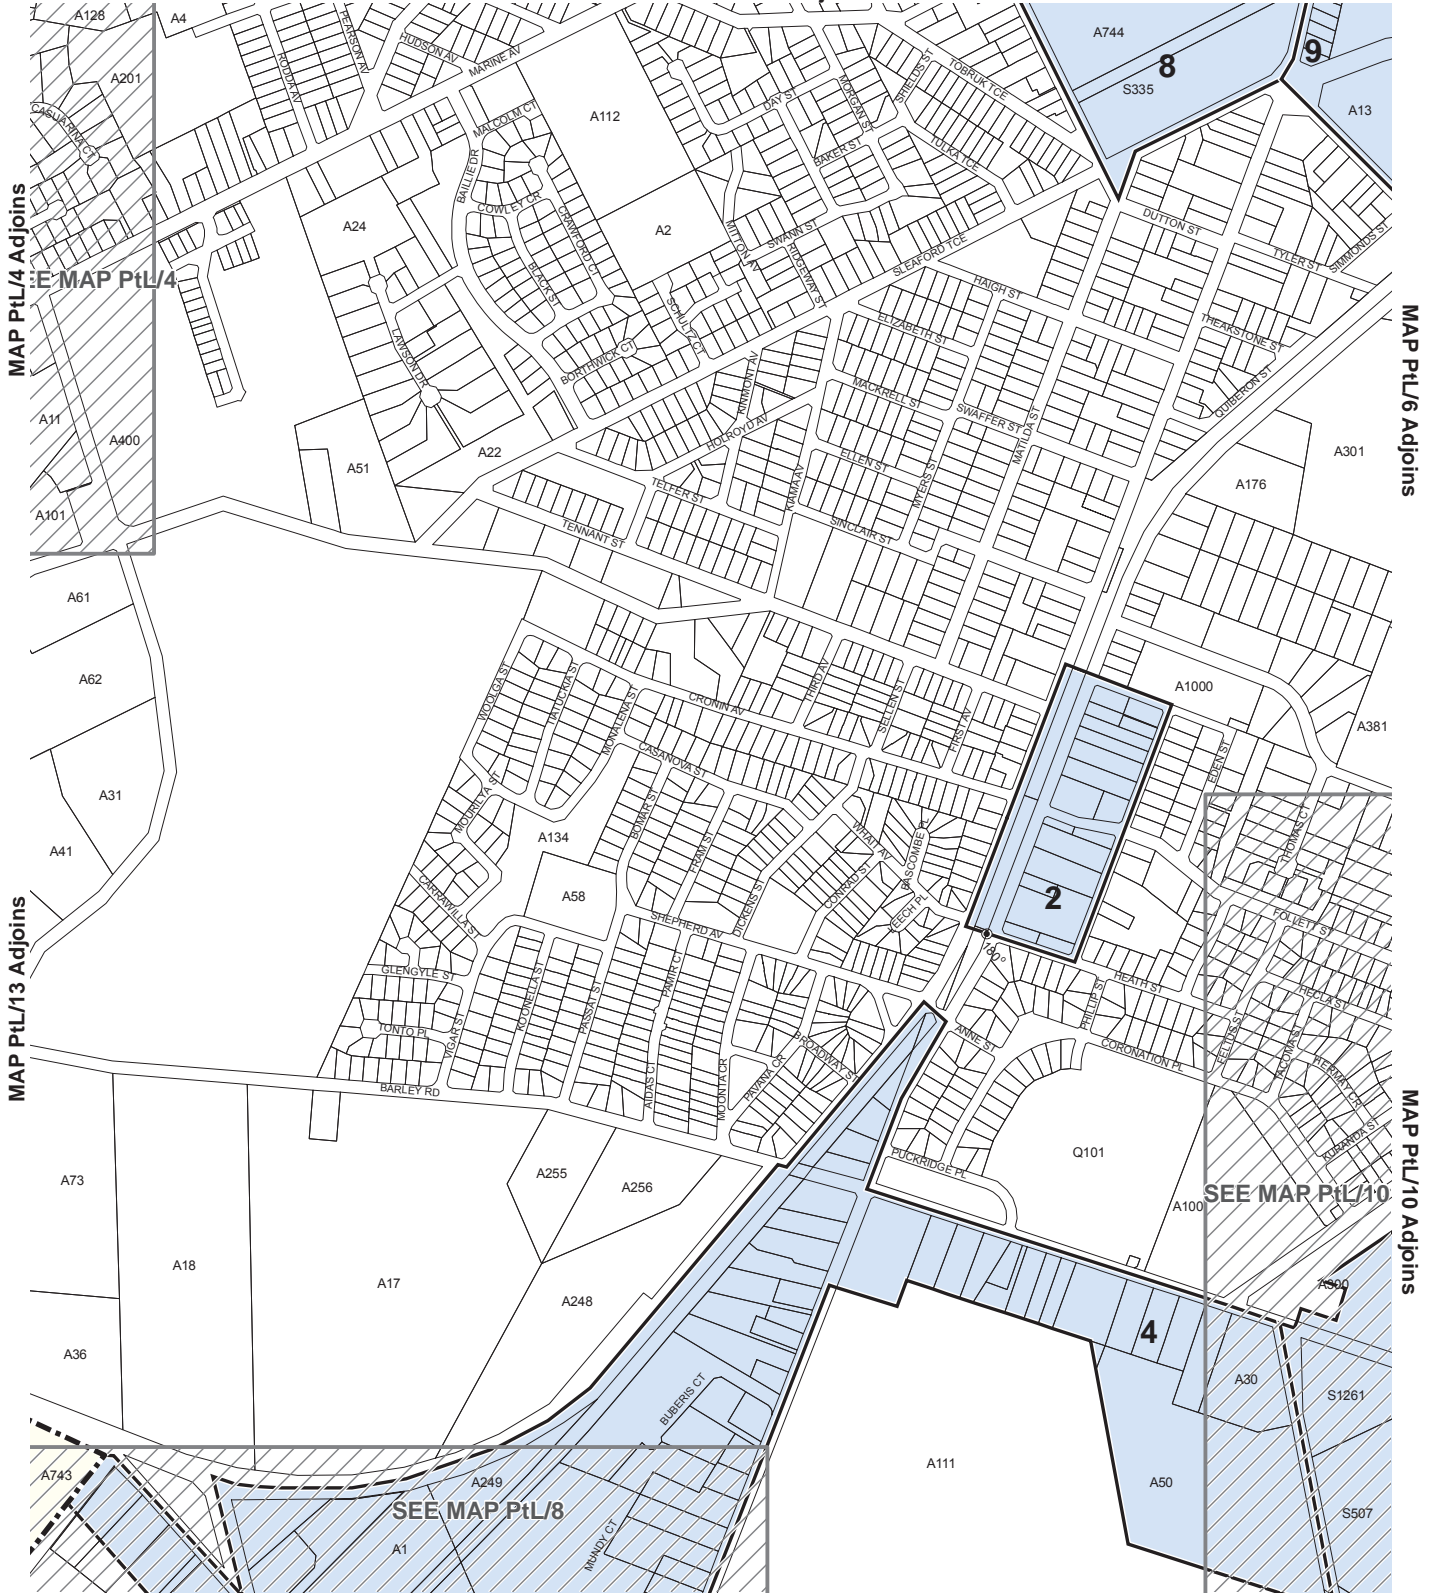 A128
A4
A744
8
9
A201
HUDSON AV
PEARSON AV
RODDA AV
MARINE AV
S335
A13
CASUARINA CT
MALCOLM CT
A112
DAY ST
MORGAN ST
SHIELDS ST
TOBRUK TCE
BAKER ST
TULKA TCE
BAILLIE DR
COWLEY CR
CRAWFORD CT
BLACK ST
A24
A2
MITTON AV
SWANN ST
RIDGEWAY ST
SLEAFORD TCE
DUTTON ST
TYLER ST
SIMMONDS ST
MAP PtL/4 Adjoins
EE MAP PtL/4
HAIGH ST
SCHULTZ CT
ELIZABETH ST
THEAKSTONE ST
LAWSON DR
BORTHWICK CT
KINMONT AV
MACKRELL ST
SWAFFER ST
QUIBERON ST
MAP PtL/6 Adjoins
A11
A400
HOLROYD AV
MATILDA ST
A51
A22
ELLEN ST
MYERS ST
A301
A176
TELFER ST
KIAMA AV
A101
TENNANT ST
SINCLAIR ST
A61
A62
WOOLGA ST
TIATUCKIA ST
MONALENA ST
CRONIN AV
THIRD AV
SELLEN ST
FIRST AV
A1000
A381
CASANOVA ST
EDEN ST
A31
MOURILYA ST
A134
BOMAR ST
FRAM ST
WHAIT AV
BASCOMBE PL
THOMAS CT
A41
CARRAWILLA ST
A58
DICKENS ST
CONRAD ST
LEECH PL
2
SHEPHERD AV
FOLLETT ST
180°
MAP PtL/13 Adjoins
GLENGYLE ST
KOONELLA ST
PASSAT ST
PAMIR CT
HEATH ST
PHILLIP ST
HECLA ST
TONTO PL
VIGAR ST
BROADWAY ST
ANNE ST
CORONATION PL
FELTUS ST
TACOMA ST
HERMAY CR
BARLEY RD
AIDAS CT
MOONTA CR
PAVANA CR
KURANDA ST
A73
A255
A256
PUCKRIDGE PL
Q101
A100
SEE MAP PtL/10
MAP PtL/10 Adjoins
A18
A17
A248
A300
4
A36
BUBERIS CT
A30
S1261
A743
A249
A111
A50
SEE MAP PtL/8
A1
MUNDY CT
S507